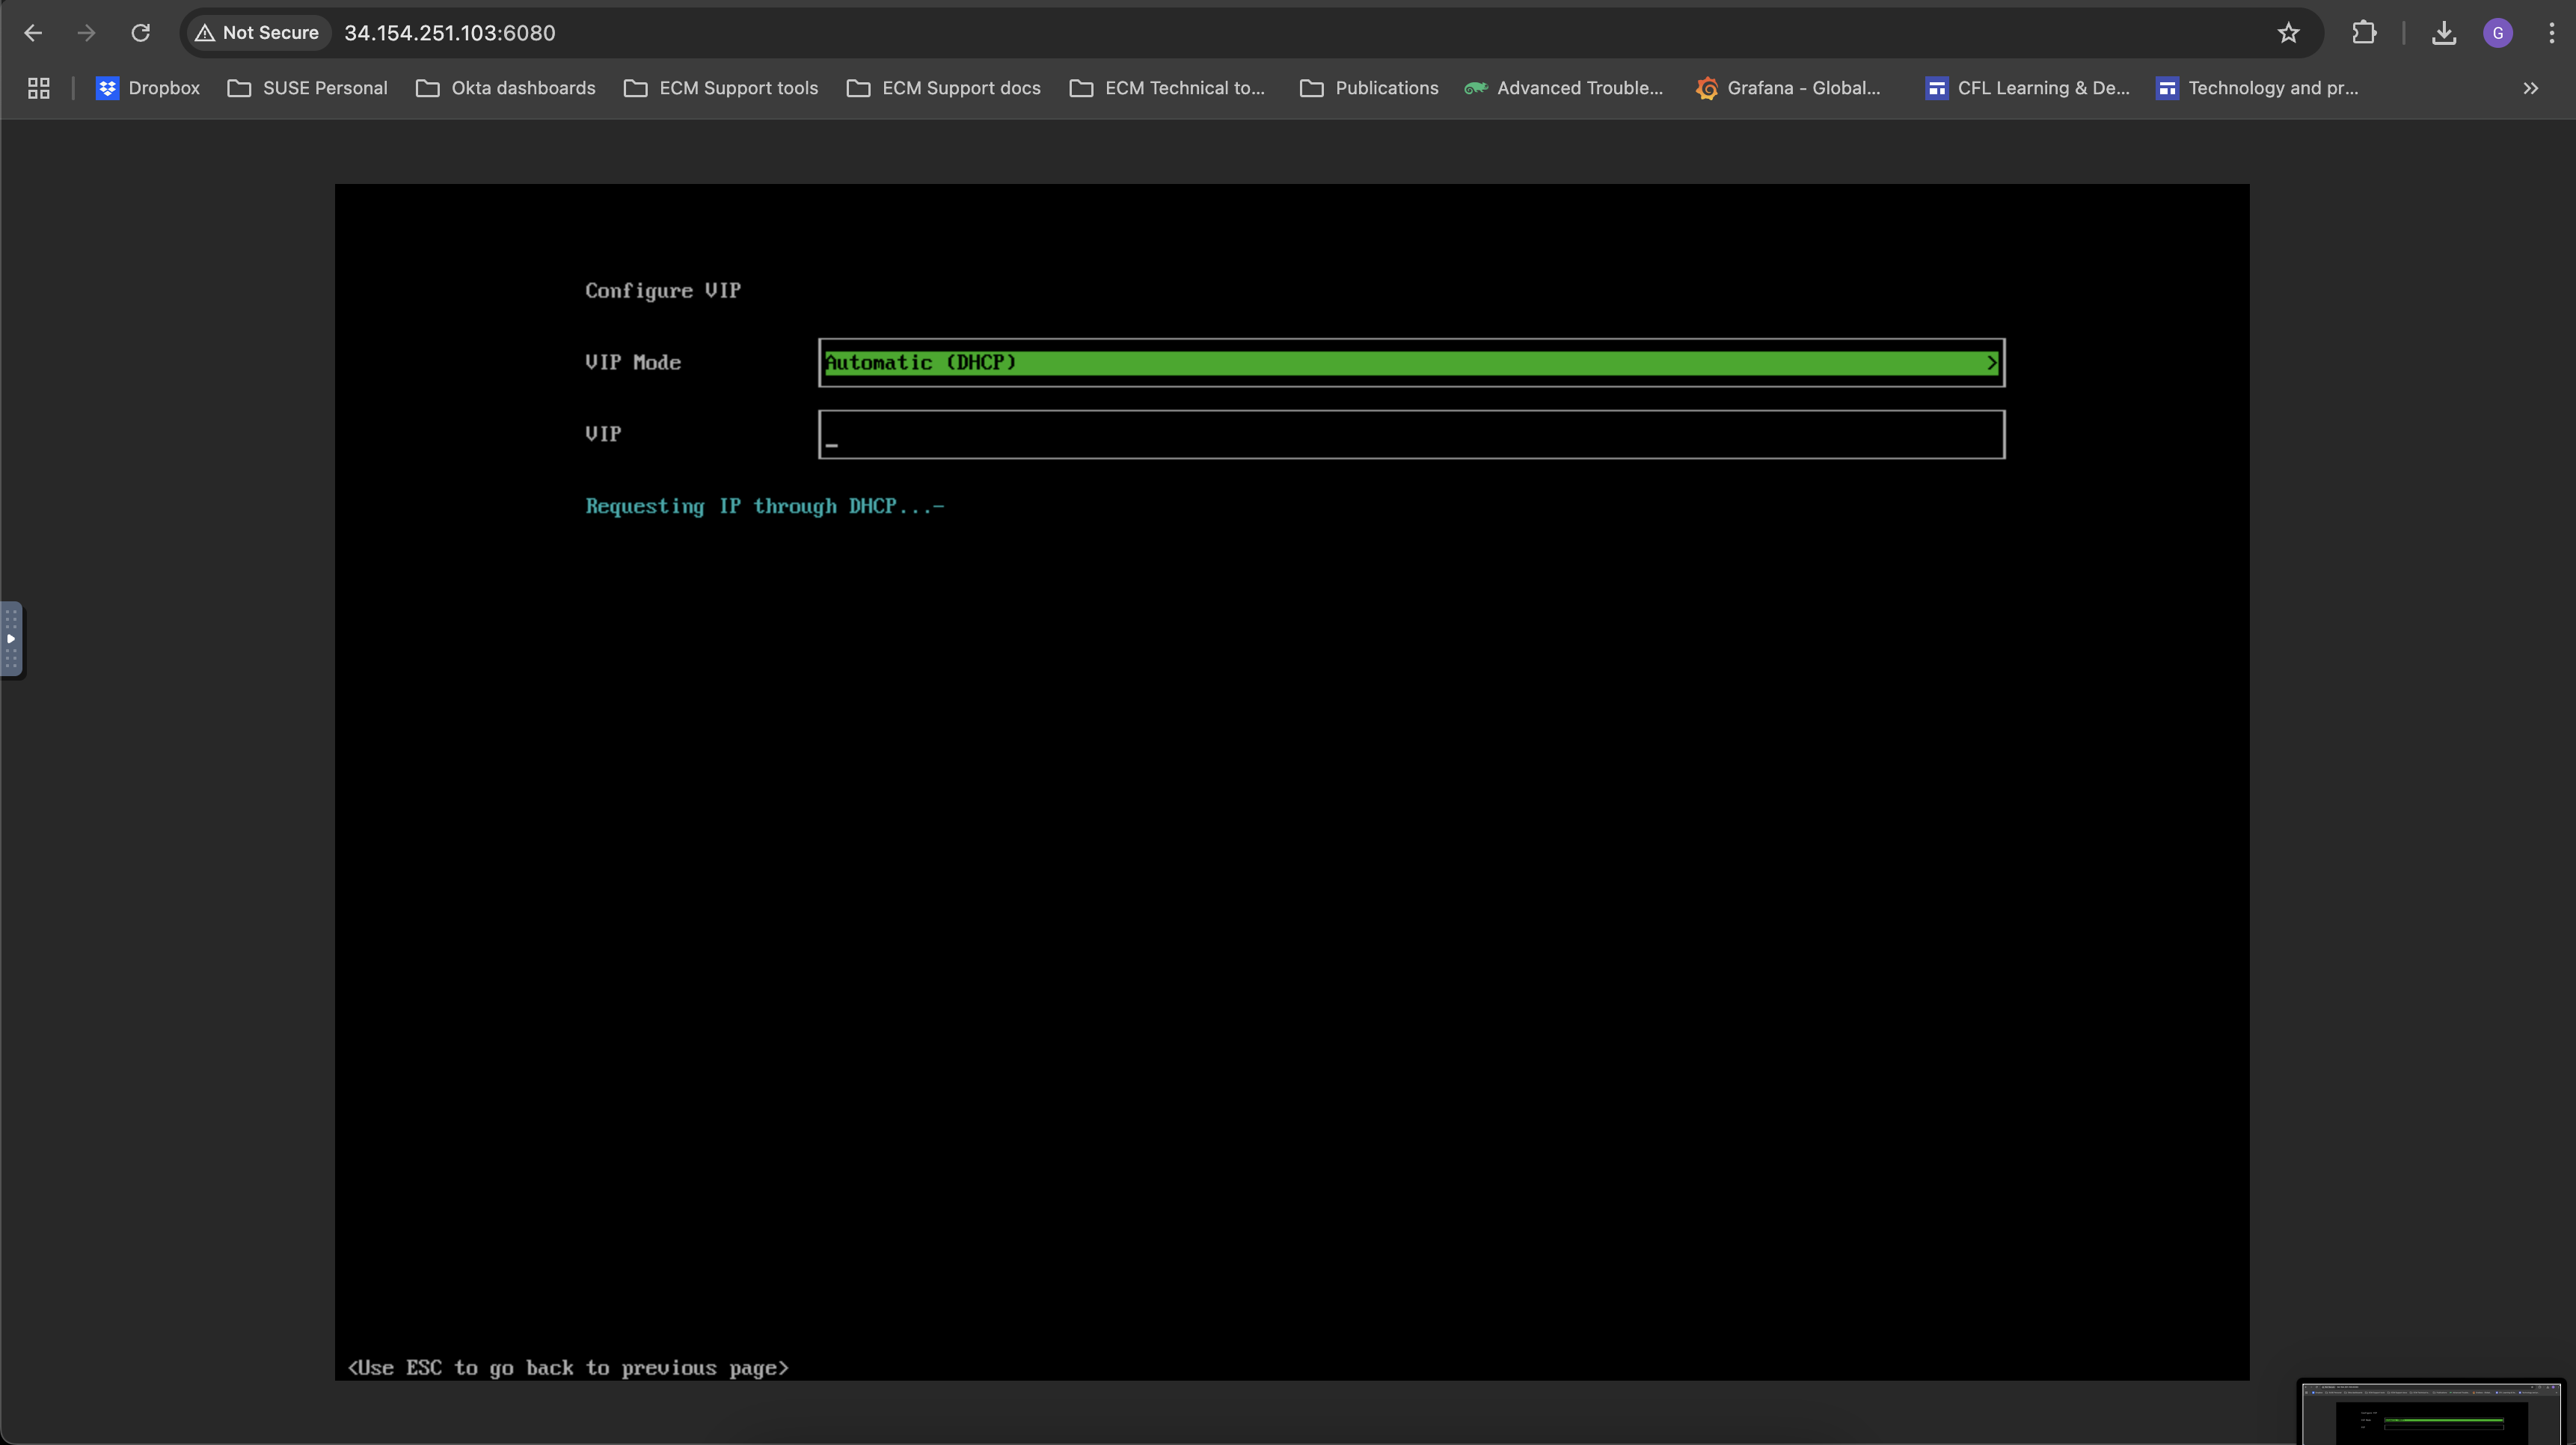 Not Secure 34.154.251.103:6080 G
Dropbox SUSE Personal Okta dashboards ECM Support tools ECM Support docs ECM Technical to... Publications Advanced Trouble... Grafana - Global... CFL Learning & De... Technology and pr...
Configure VIP
VIP Mode Automatic (DHCP) >
VIP _
Requesting IP through DHCP...-
<Use ESC to go back to previous page>